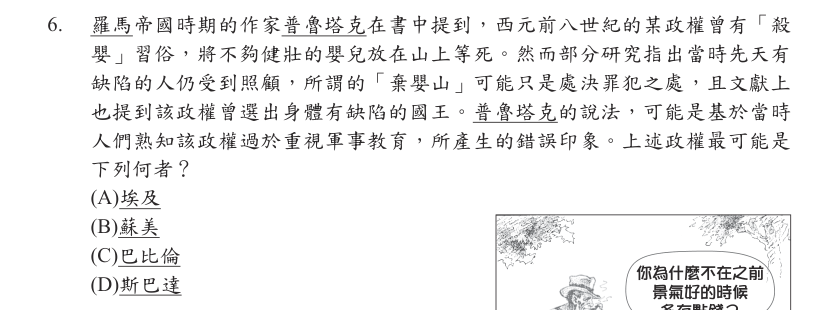 6. 羅馬帝國時期的作家普魯塔克在書中提到，西元前八世紀的某政權曾有「殺
嬰」習俗，將不夠健壯的嬰兒放在山上等死。然而部分研究指出當時先天有
缺陷的人仍受到照顧，所謂的「棄嬰山」可能只是處決罪犯之處，且文獻上
也提到該政權曾選出身體有缺陷的國王。普魯塔克的說法，可能是基於當時
人們熟知該政權過於重視軍事教育，所產生的錯誤印象。上述政權最可能是
下列何者？
(A)埃及
(B)蘇美
(C)巴比倫
(D)斯巴達
你為什麼不在之前
景氣好的時候